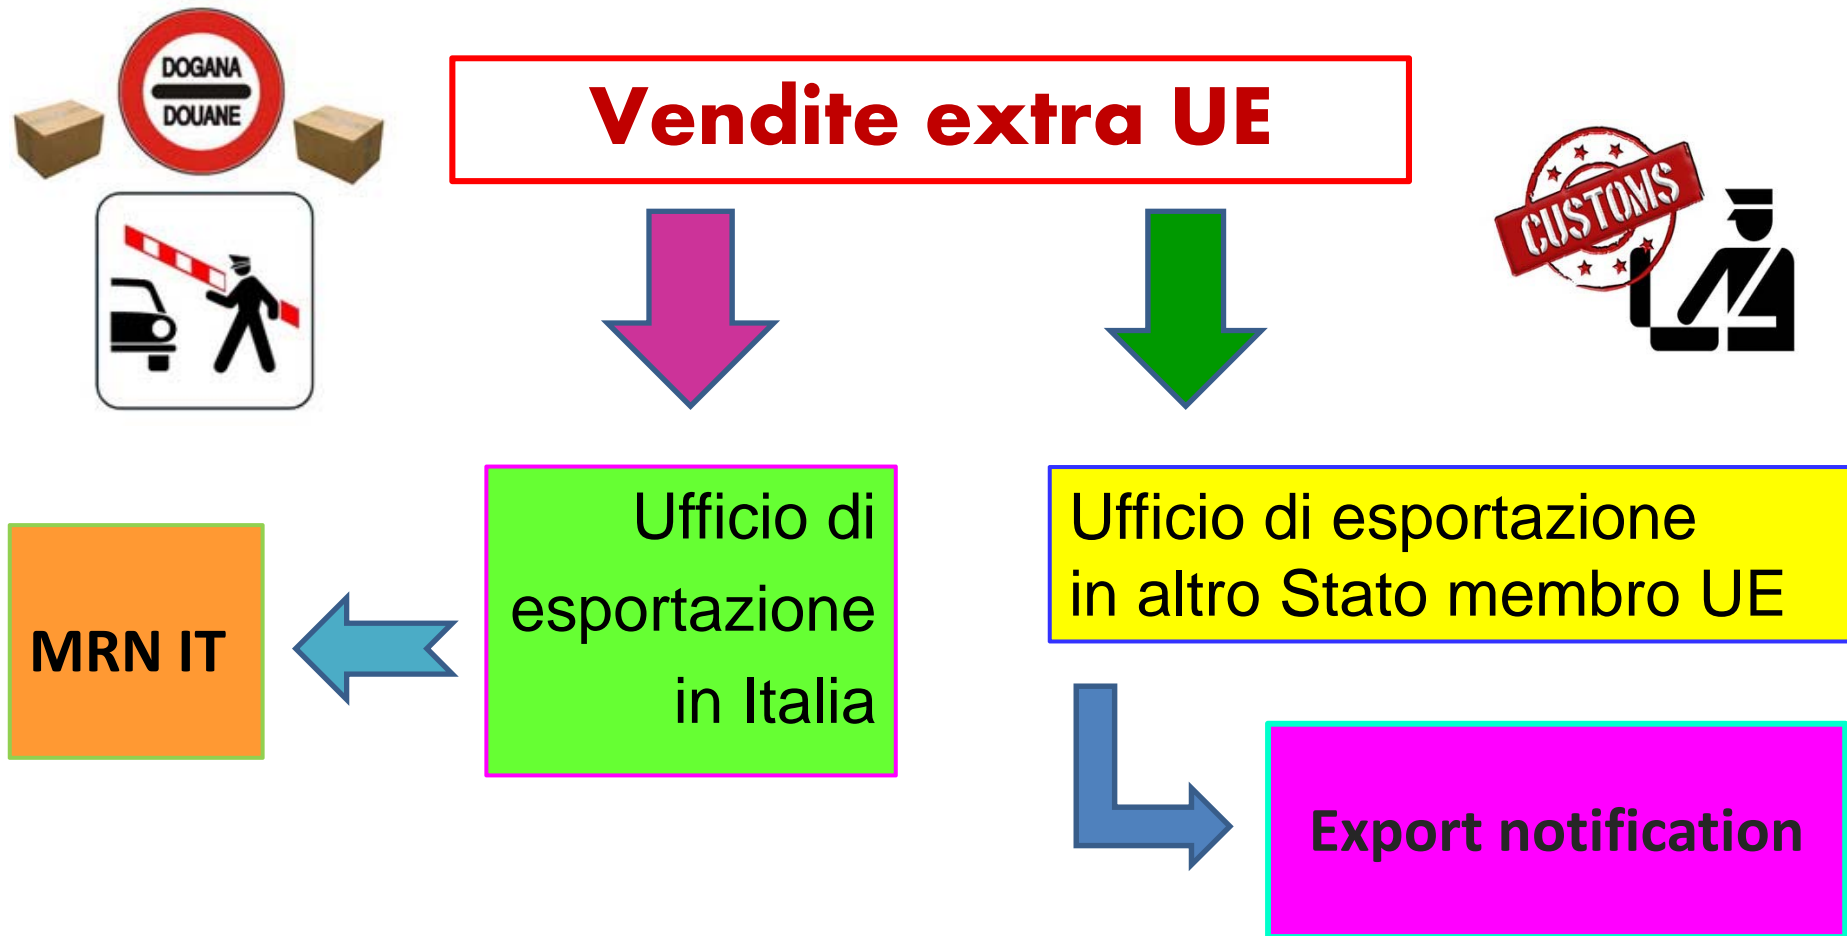 DOGANA
DOUANE
Vendite extra UE
CUSTOMS
Ufficio di
esportazione
in Italia
Ufficio di esportazione
in altro Stato membro UE
MRN IT
Export notification